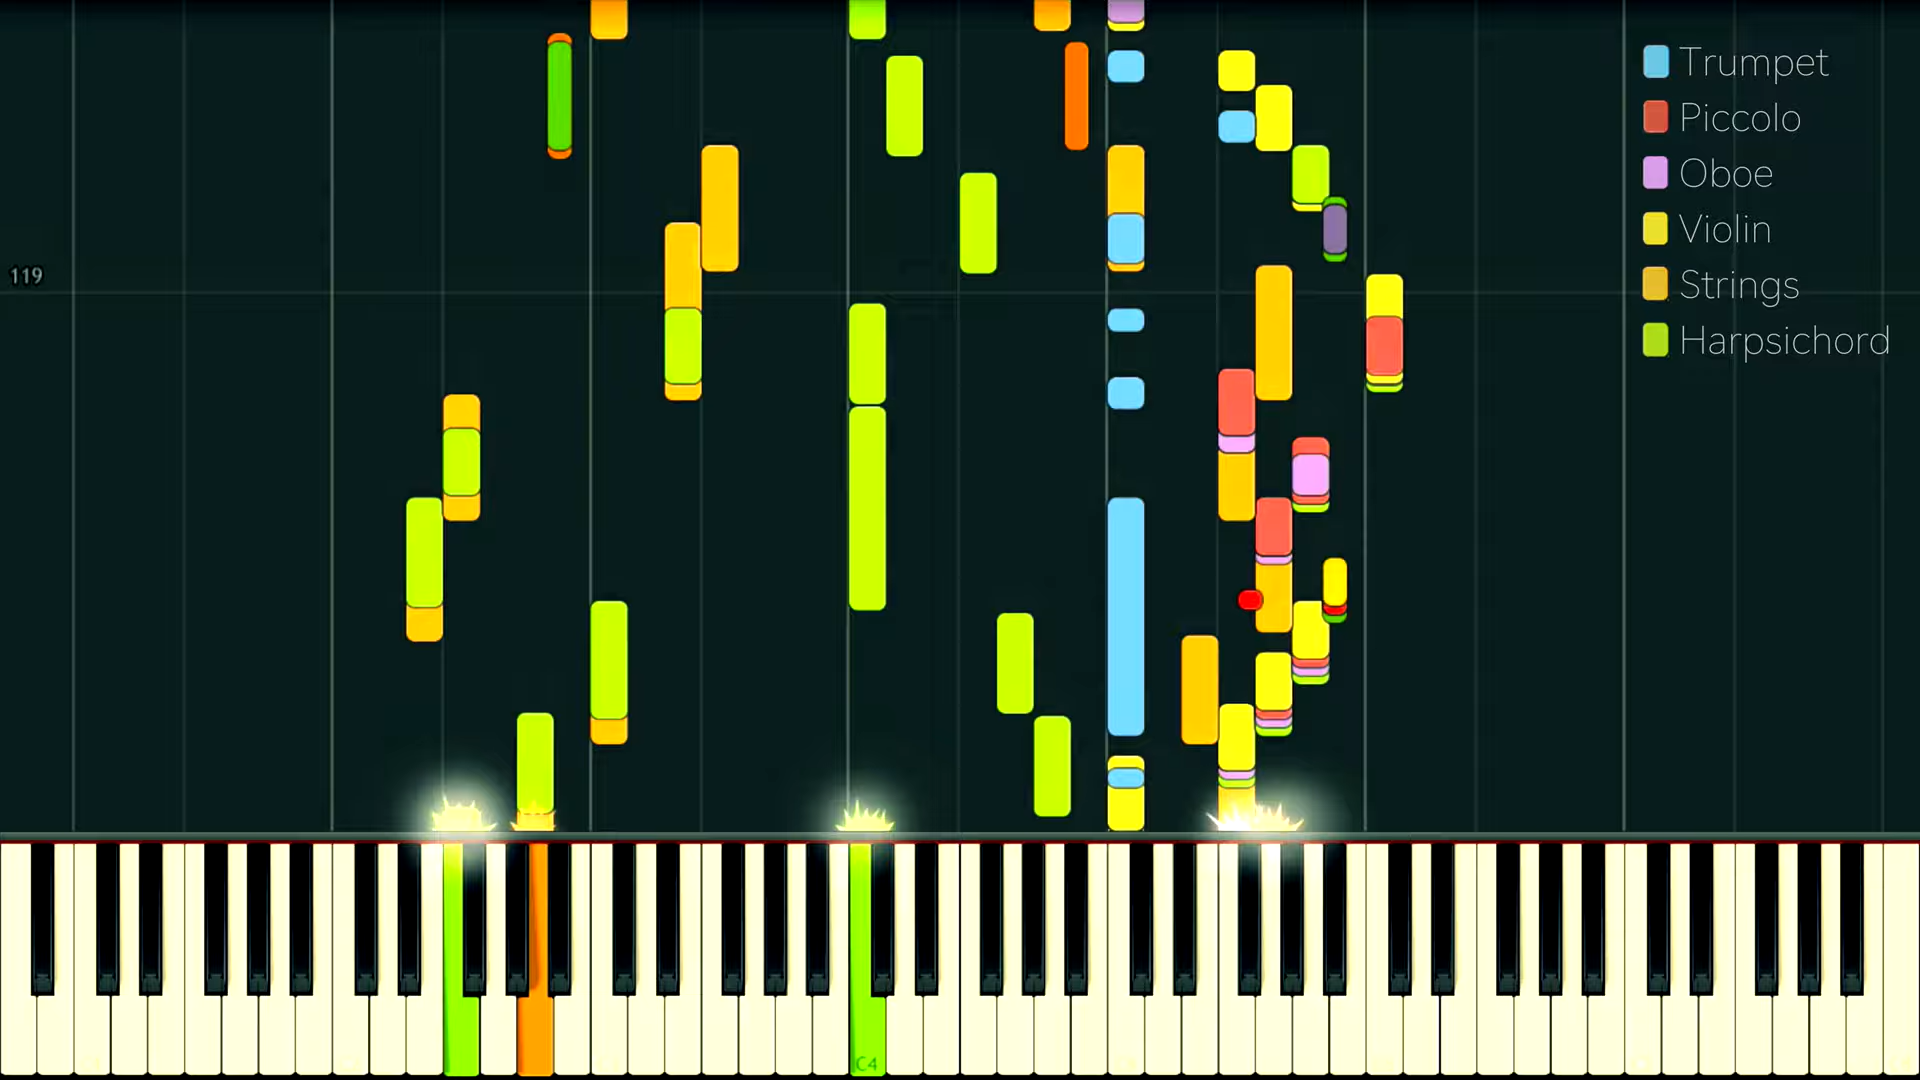 Trumpet
Piccolo
Oboe
Violin
119
Strings
Harpsichord
C4